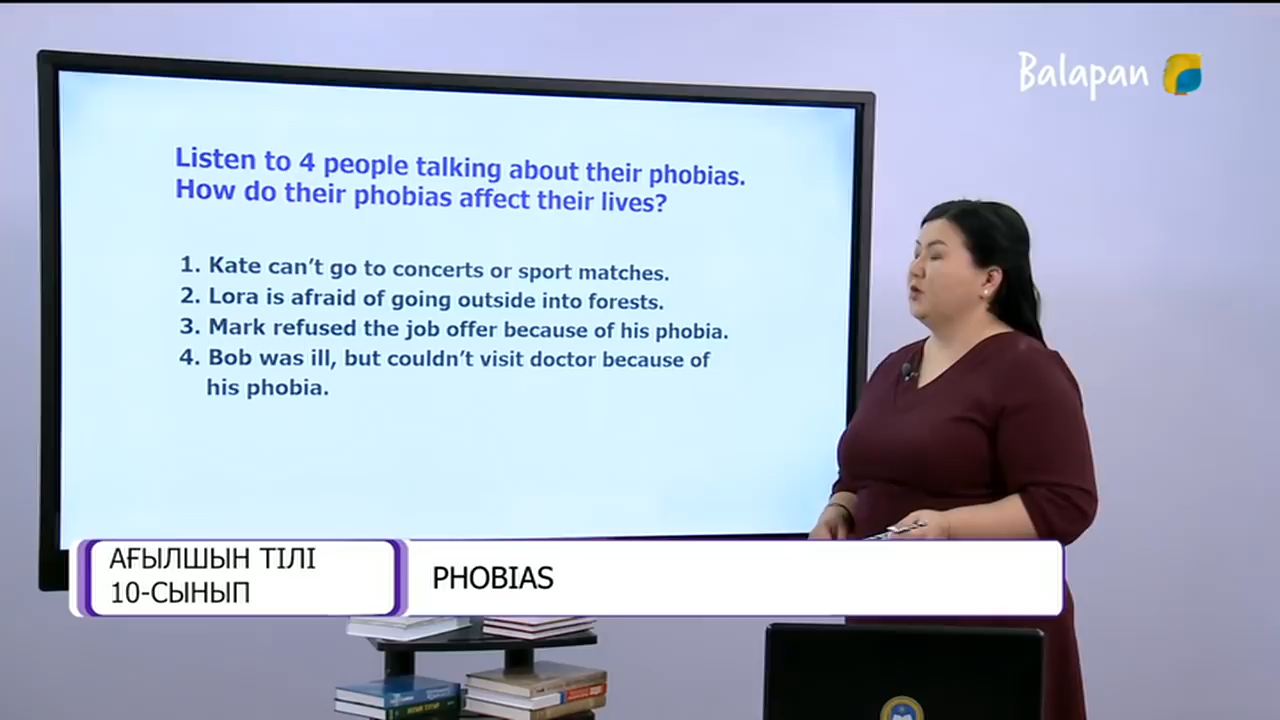 Balapan
Listen to 4 people talking about their phobias.
How do their phobias affect their lives?
1. Kate can't go to concerts or sport matches.
2. Lora is afraid of going outside into forests.
3. Mark refused the job offer because of his phobia.
4. Bob was ill, but couldn't visit doctor because of
his phobia.
АҒЫЛШЫН ТІЛІ
10-СЫНЫП
PHOBIAS